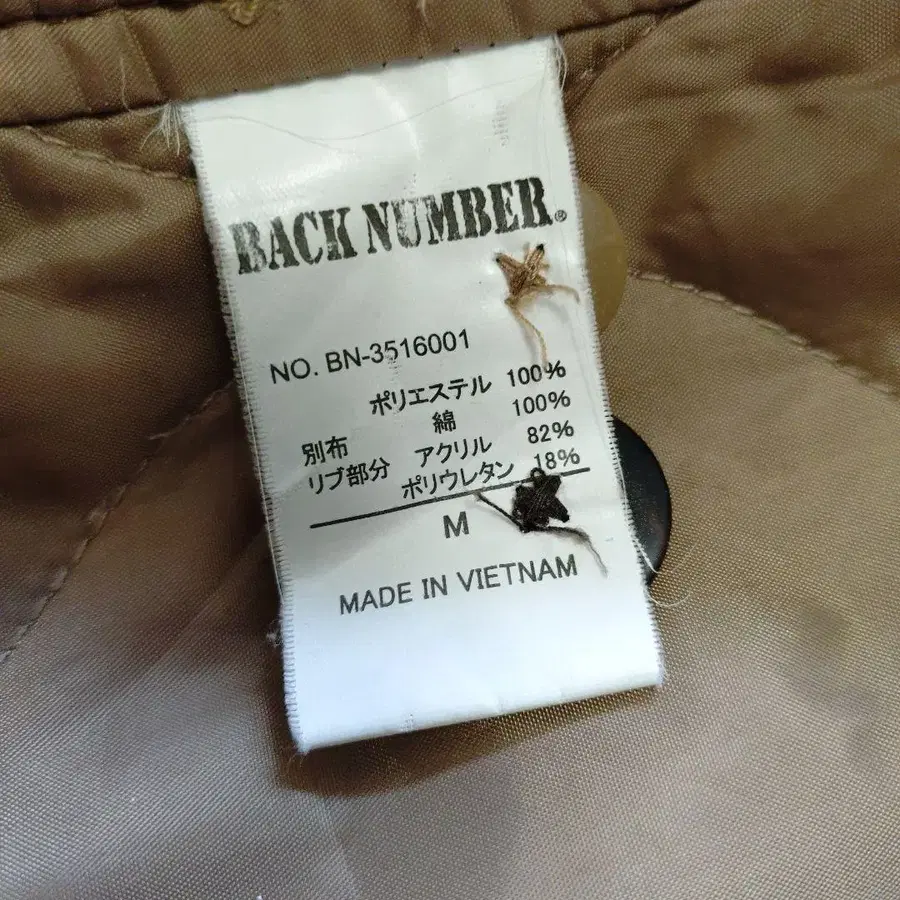 BACK NUMBER®
NO. BN-3516001
ポリエステル 100%
別布 綿 100%
リブ部分 アクリル 82%
ポリウレタン 18%
M
MADE IN VIETNAM